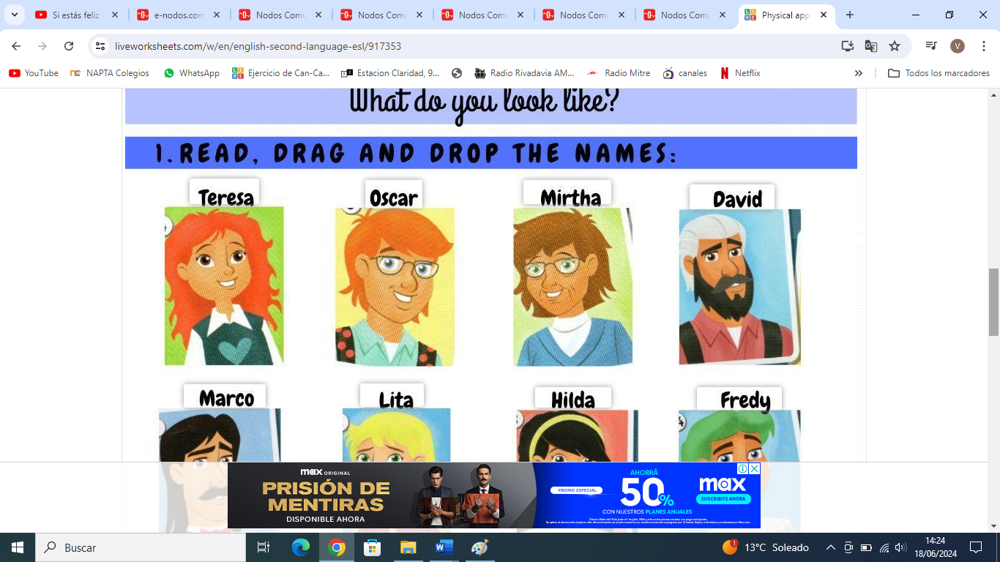 Si estás feliz
e-nodos.com
Nodos Comu
Nodos Comu
Nodos Comu
Nodos Comu
Nodos Comu
Physical app
liveworksheets.com/w/en/english-second-language-esl/917353
V
YouTube
NAPTA Colegios
WhatsApp
Ejercicio de Can-Ca...
Estacion Claridad, 9...
Radio Rivadavia AM...
Radio Mitre
canales
Netflix
Todos los marcadores
What do you look like?
1. READ, DRAG AND DROP THE NAMES:
Teresa Oscar Mirtha David
Marco Lita Hilda Fredy
max ORIGINAL
PRISIÓN DE
MENTIRAS
DISPONIBLE AHORA
PROMO ESPECIAL
AHORRÁ
50%
CON NUESTROS PLANES ANUALES
max
SUSCRIBITE AHORA
Buscar
1
13°C Soleado
14:24
18/06/2024